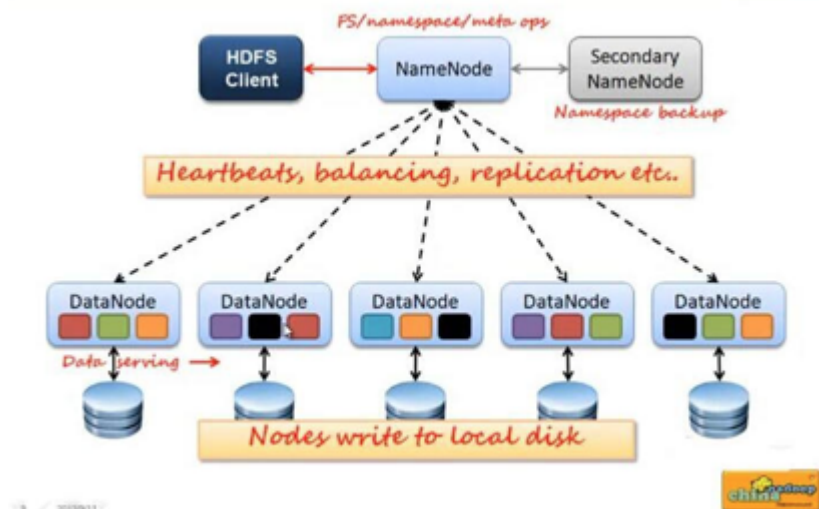 FS/namespace/meta ops
HDFS
Client
NameNode
Secondary
NameNode
Namespace backup
Heartbeats, balancing, replication etc..
DataNode
DataNode
DataNode
DataNode
DataNode
Data serving
Nodes write to local disk
china